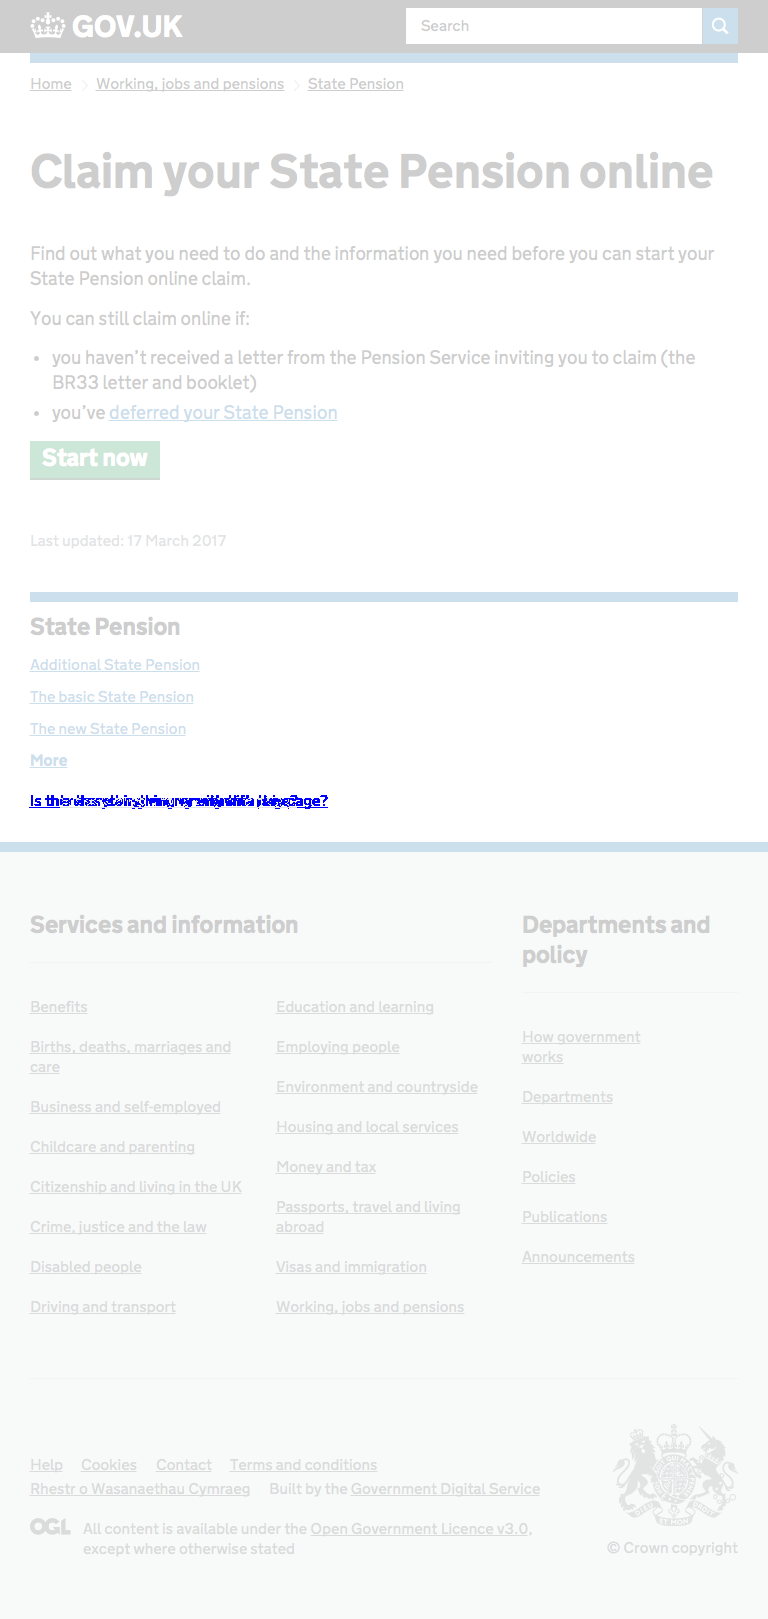 GOV.UK
Search
Home Working, jobs and pensions State Pension
Claim your State Pension online
Find out what you need to do and the information you need before you can start your
State Pension online claim.
You can still claim online if:
• you haven't received a letter from the Pension Service inviting you to claim (the
BR33 letter and booklet)
• you've deferred your State Pension
Start now
Last updated: 17 March 2017
State Pension
Additional State Pension
The basic State Pension
The new State Pension
More
Is
Services and information
Benefits
Births, deaths, marriages and
care
Business and self-employed
Childcare and parenting
Citizenship and living in the UK
Crime, justice and the law
Disabled people
Driving and transport
Education and learning
Employing people
Environment and countryside
Housing and local services
Money and tax
Passports, travel and living
abroad
Visas and immigration
Working, jobs and pensions
Departments and
policy
How government
works
Departments
Worldwide
Policies
Publications
Announcements
Help Cookies Contact Terms and conditions
Rhestr o Wasanaethau Cymraeg Built by the Government Digital Service
OGL All content is available under the Open Government Licence v3.0,
except where otherwise stated
© Crown copyright